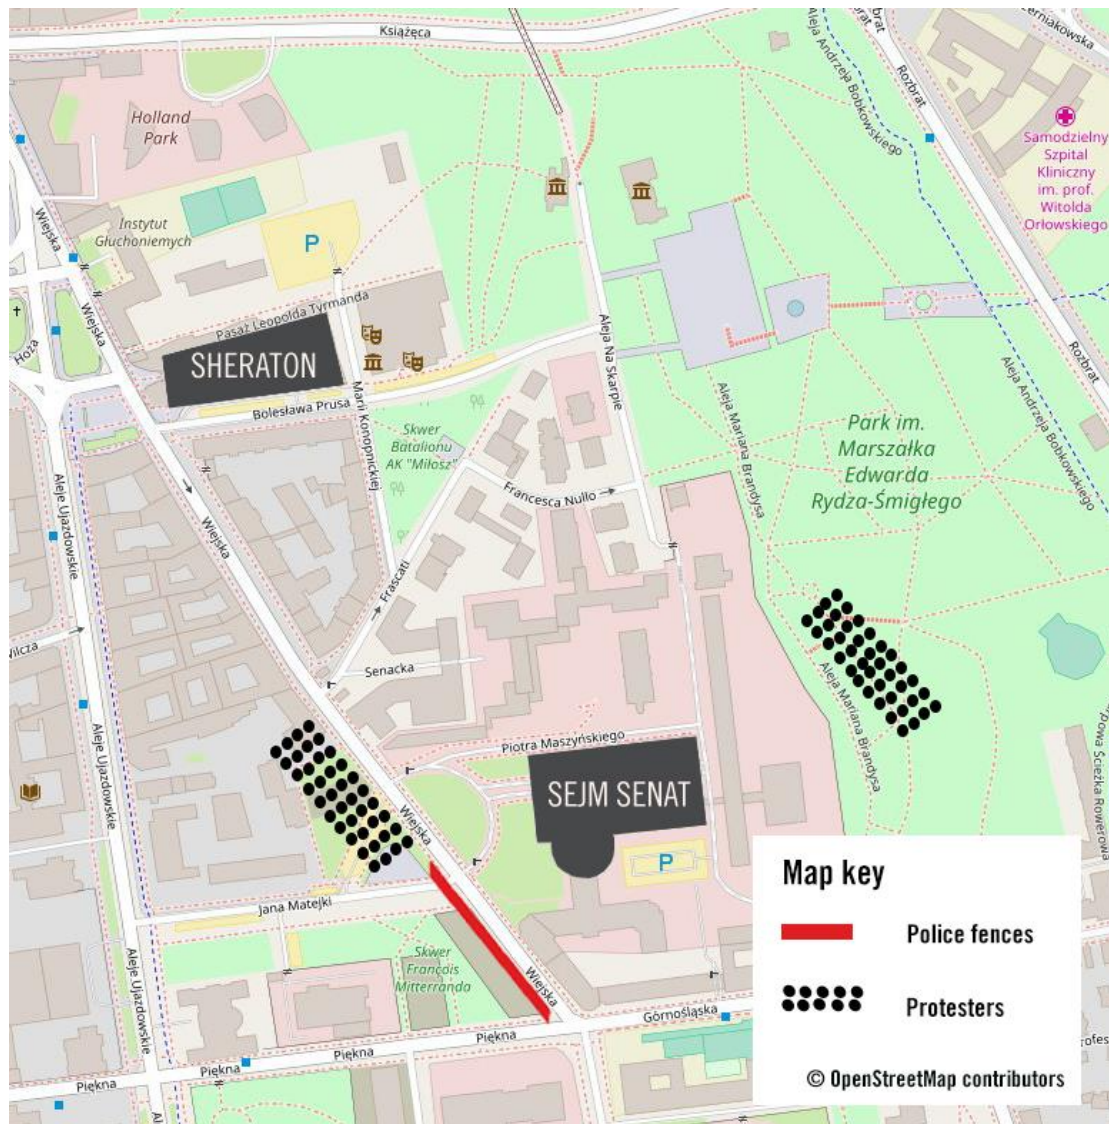 Książęca
Aleja Andrzeja Bobkowskiego
Rozbrat
Rozbrat
Holland
Park
Samodzielny
Szpital
Kliniczny
im. prof.
Witolda
Orłowskiego
Wiejska
Instytut
Głuchoniemych
P
Wiejska
Hoża
Pasaż Leopolda Tyrmanda
SHERATON
Aleja Na Skarpie
Rozbrat
Bolesława Prusa
Marii Konopnickiej
Aleja Mariana Brandysa
Aleja Andrzeja Bobkowskiego
Skwer
Batalionu
AK "Miłosz"
Park im.
Marszałka
Edwarda
Rydza-Śmigłego
Aleje Ujazdowskie
Wiejska
Francesca Nullo
Frascati
Wilcza
Senacka
Aleja Mariana Brandysa
Aleje Ujazdowskie
Piotra Maszyńskiego
SEJM SENAT
Wiejska
P
Jana Matejki
Aleje Ujazdowskie
Skwer
François
Mitterranda
Wiejska
Górnośląska
Piękna
Piękna
Piękna
Piękna
Map key
Police fences
Protesters
© OpenStreetMap contributors